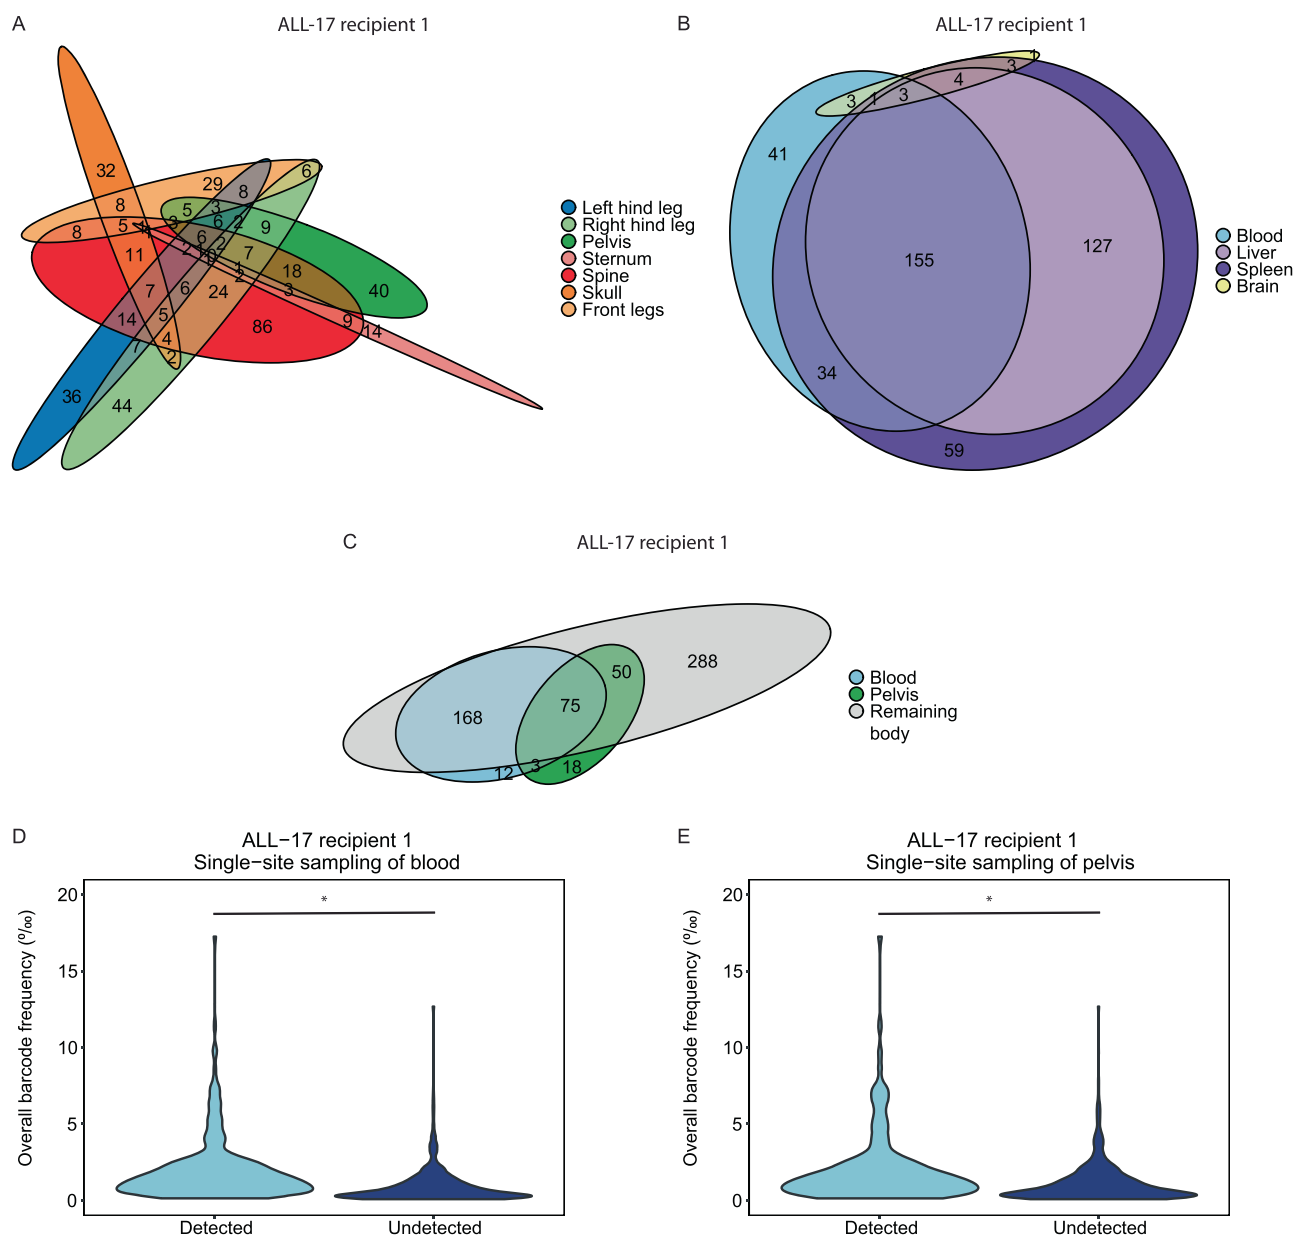 A
ALL-17 recipient 1
32
29
8
6
8
5
3
8
5
3
6
2
9
11
2
6
2
7
18
40
7
6
24
2
3
14
5
86
9
14
7
4
2
36
44
Left hind leg
Right hind leg
Pelvis
Sternum
Spine
Skull
Front legs
B
ALL-17 recipient 1
1
3
4
3
1
3
41
155
127
34
59
Blood
Liver
Spleen
Brain
C
ALL-17 recipient 1
50
288
75
168
12
3
18
Blood
Pelvis
Remaining
body
D
ALL−17 recipient 1
Single−site sampling of blood
Overall barcode frequency (⁰/₀₀)
20
15
10
5
0
*
Detected
Undetected
E
ALL−17 recipient 1
Single−site sampling of pelvis
Overall barcode frequency (⁰/₀₀)
20
15
10
5
0
*
Detected
Undetected